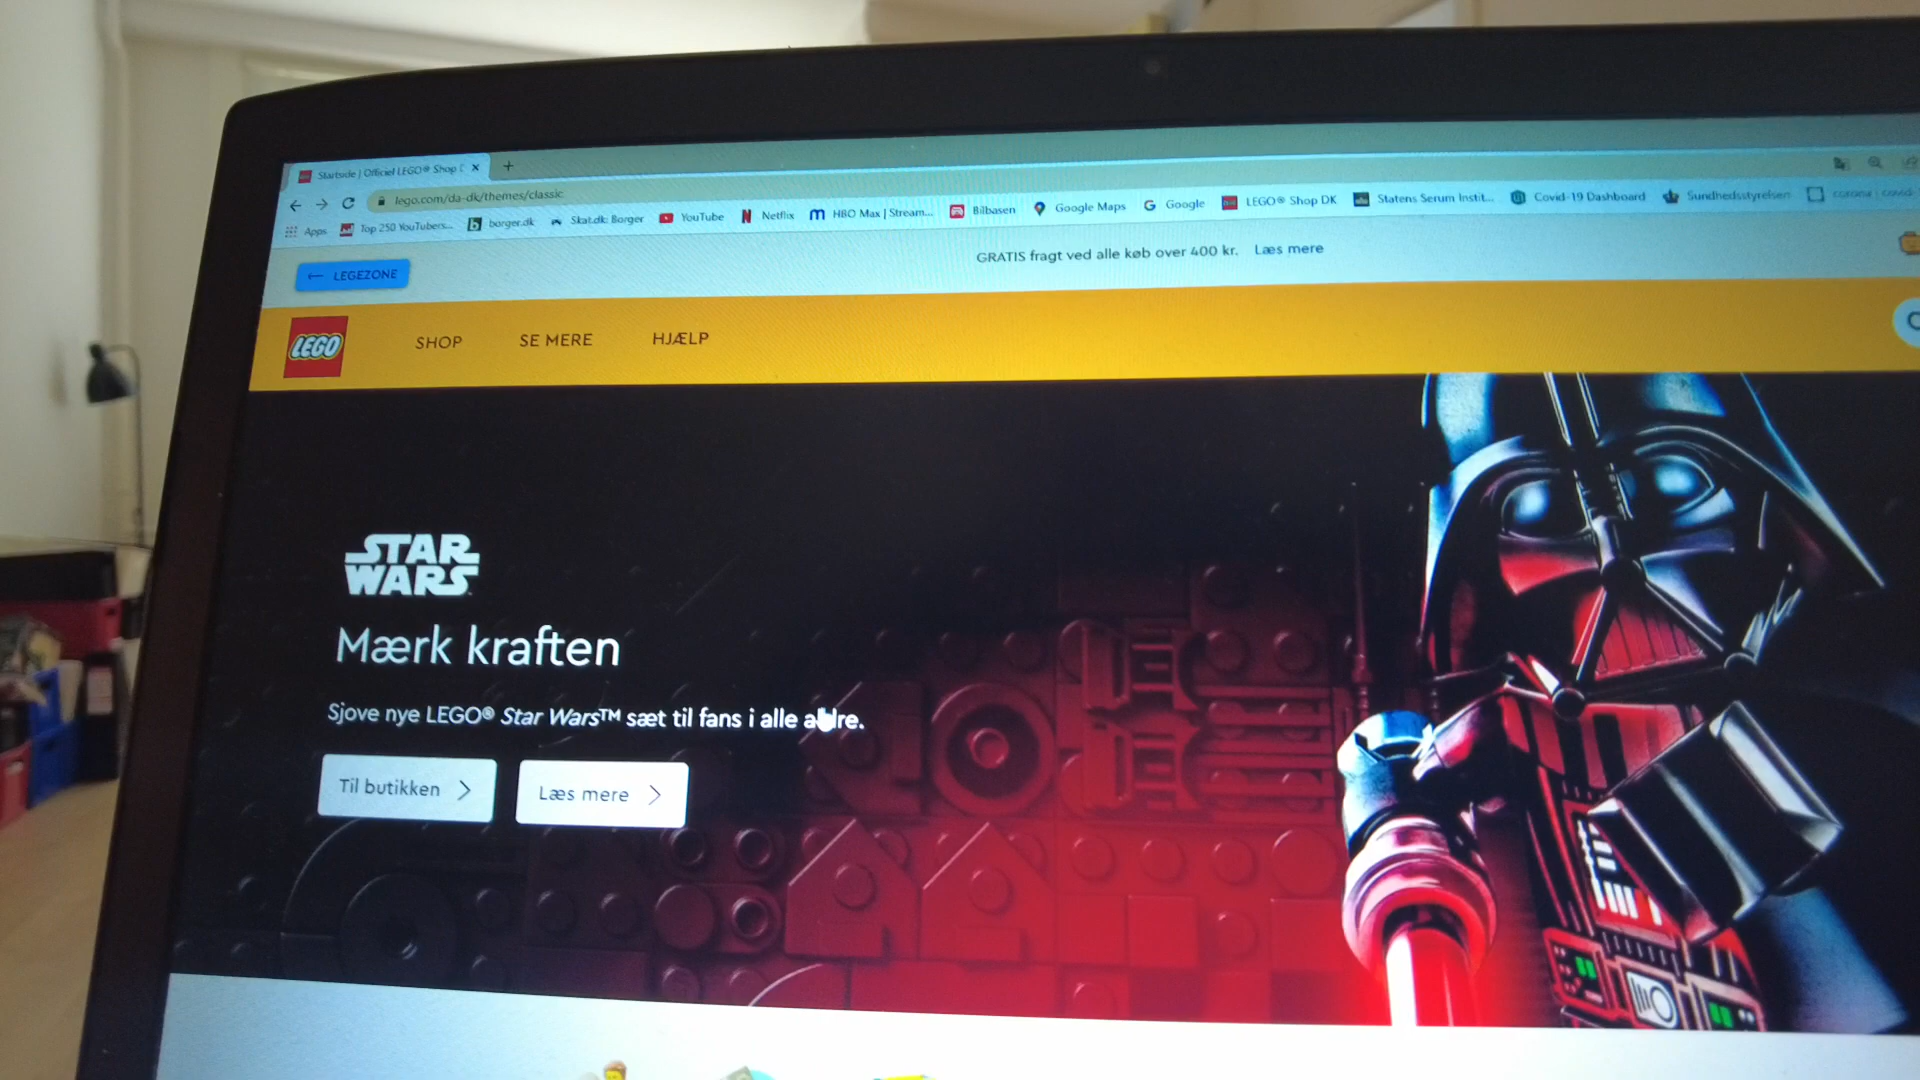 Startside | Officiel LEGO® Shop
lego.com/da-dk/themes/classic
Apps
Top 250 YouTubers...
borger.dk
Skat.dk: Borger
YouTube
Netflix
HBO Max | Stream...
Bilbasen
Google Maps
Google
LEGO® Shop DK
Statens Serum Instit...
Covid-19 Dashboard
Sundhedsstyrelsen
← LEGEZONE
GRATIS fragt ved alle køb over 400 kr. Læs mere
LEGO
SHOP SE MERE HJÆLP
STAR
WARS
Mærk kraften
Sjove nye LEGO® Star Wars™ sæt til fans i alle
Til butikken
Læs mere